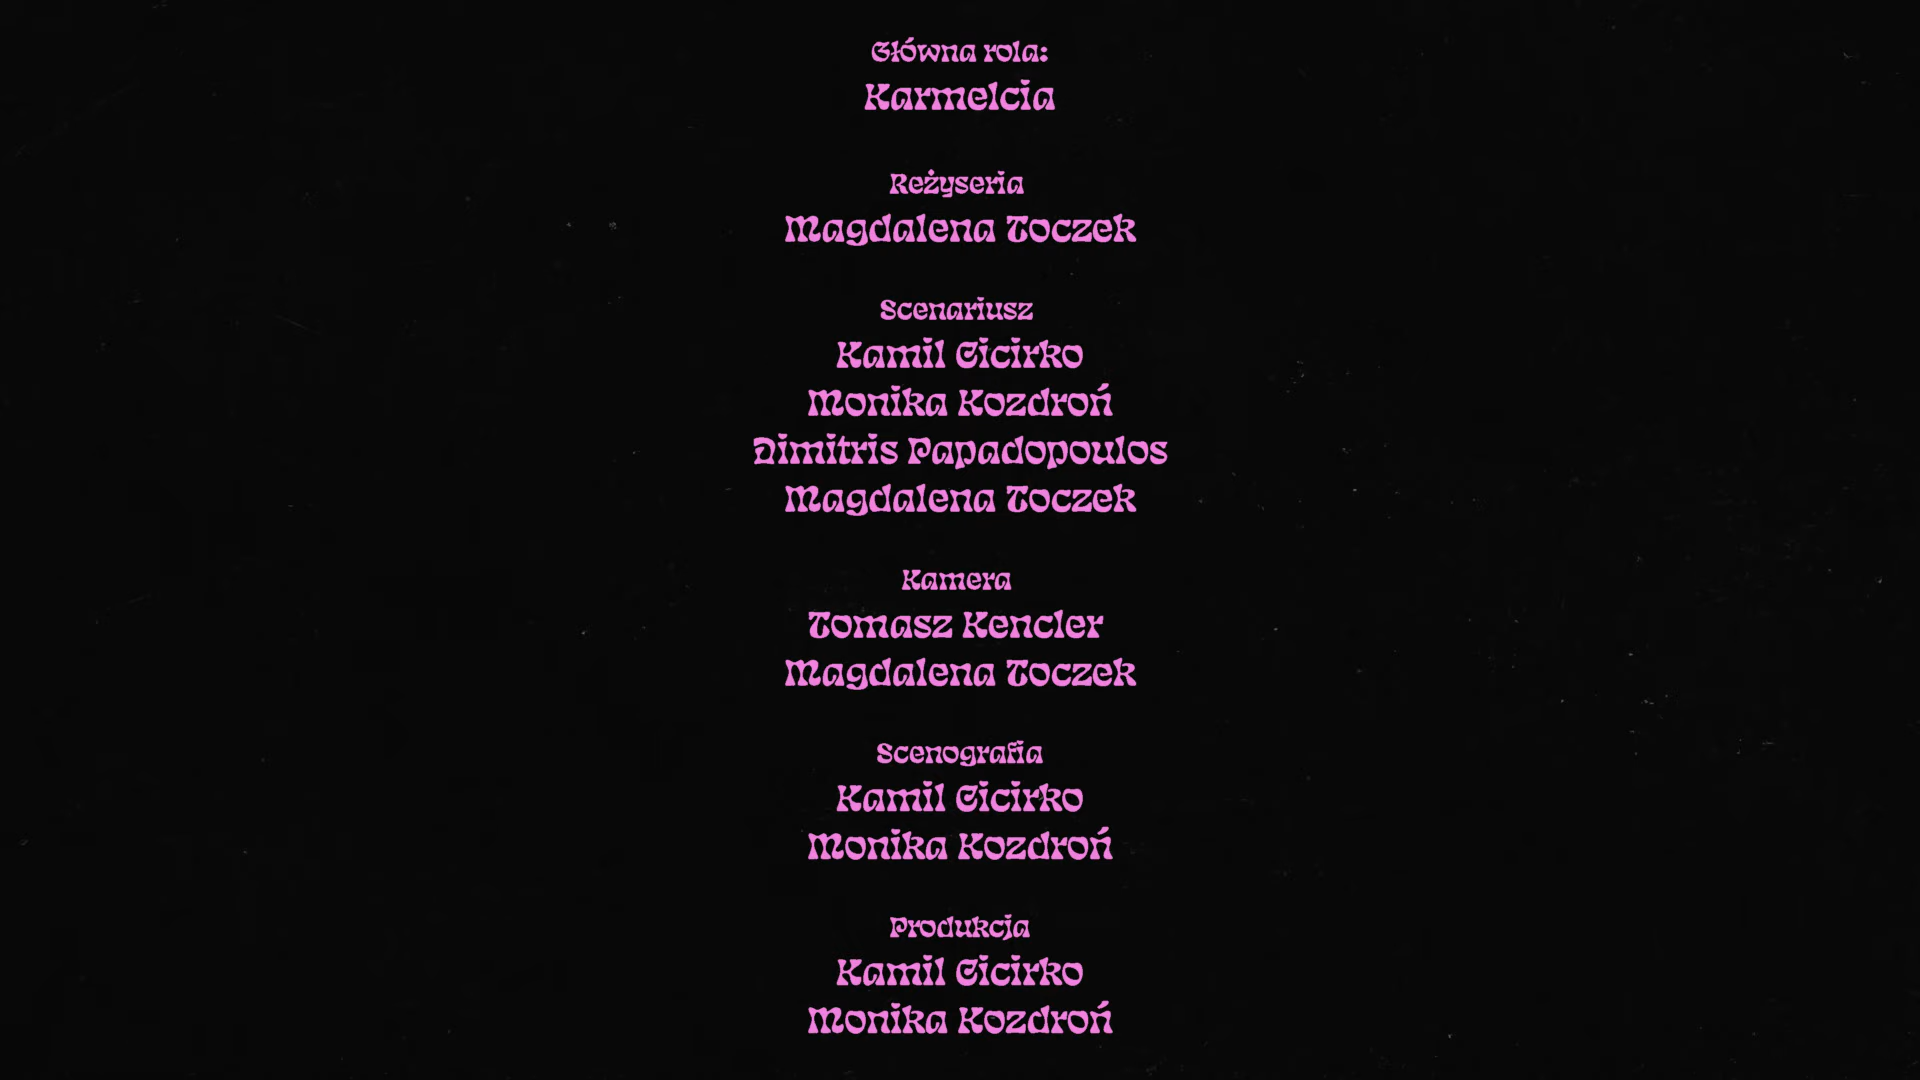 Główna rola:
Karmelcia
Reżyseria
Magdalena Toczek
Scenariusz
Kamil Cicirko
Monika Kozdroń
Dimitris Papadopoulos
Magdalena Toczek
Kamera
Tomasz Kencler
Magdalena Toczek
Scenografia
Kamil Cicirko
Monika Kozdroń
Produkcja
Kamil Cicirko
Monika Kozdroń